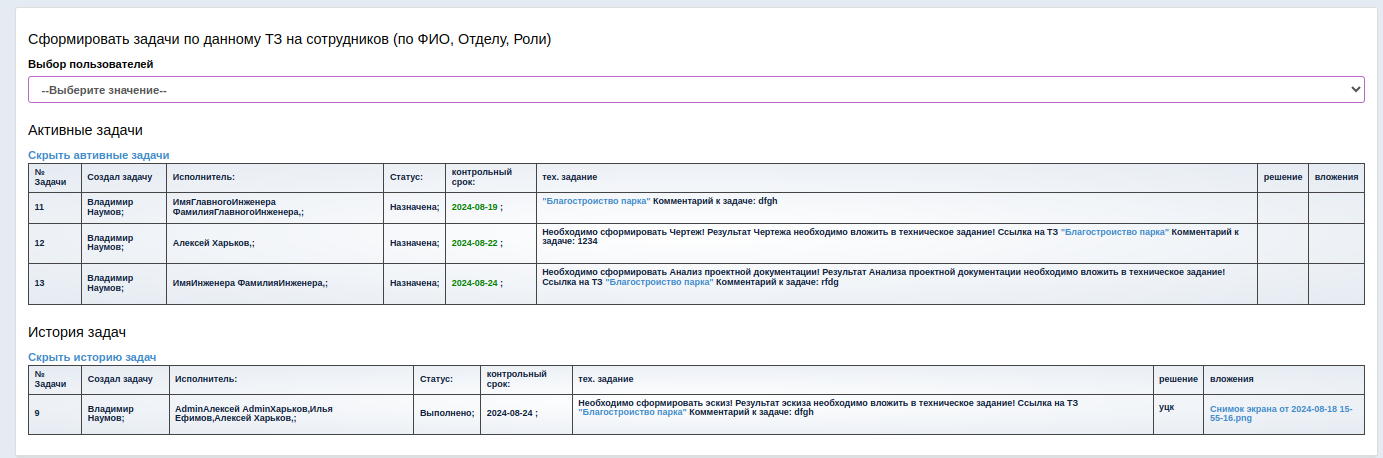 Сформировать задачи по данному ТЗ на сотрудников (по ФИО, Отделу, Роли)
Выбор пользователей
--Выберите значение--
Активные задачи
Скрыть автивные задачи
№ Задачи Создал задачу Исполнитель: Статус: контрольный срок: тех. задание решение вложения
11 Владимир Наумов; ИмяГлавногоИнженера ФамилияГлавногоИнженера,; Назначена; 2024-08-19 ; "Благостроиство парка" Комментарий к задаче: dfgh
12 Владимир Наумов; Алексей Харьков,; Назначена; 2024-08-22 ; Необходимо сформировать Чертеж! Результат Чертежа необходимо вложить в техническое задание! Ссылка на ТЗ "Благостроиство парка" Комментарий к задаче: 1234
13 Владимир Наумов; ИмяИнженера ФамилияИнженера,; Назначена; 2024-08-24 ; Необходимо сформировать Анализ проектной документации! Результат Анализа проектной документации необходимо вложить в техническое задание! Ссылка на ТЗ "Благостроиство парка" Комментарий к задаче: rfdg
История задач
Скрыть историю задач
№ Задачи Создал задачу Исполнитель: Статус: контрольный срок: тех. задание решение вложения
9 Владимир Наумов; AdminАлексей AdminХарьков,Илья Ефимов,Алексей Харьков,; Выполнено; 2024-08-24 ; Необходимо сформировать эскиз! Результат эскиза необходимо вложить в техническое задание! Ссылка на ТЗ "Благостроиство парка" Комментарий к задаче: dfgh уцк Снимок экрана от 2024-08-18 15-55-16.png